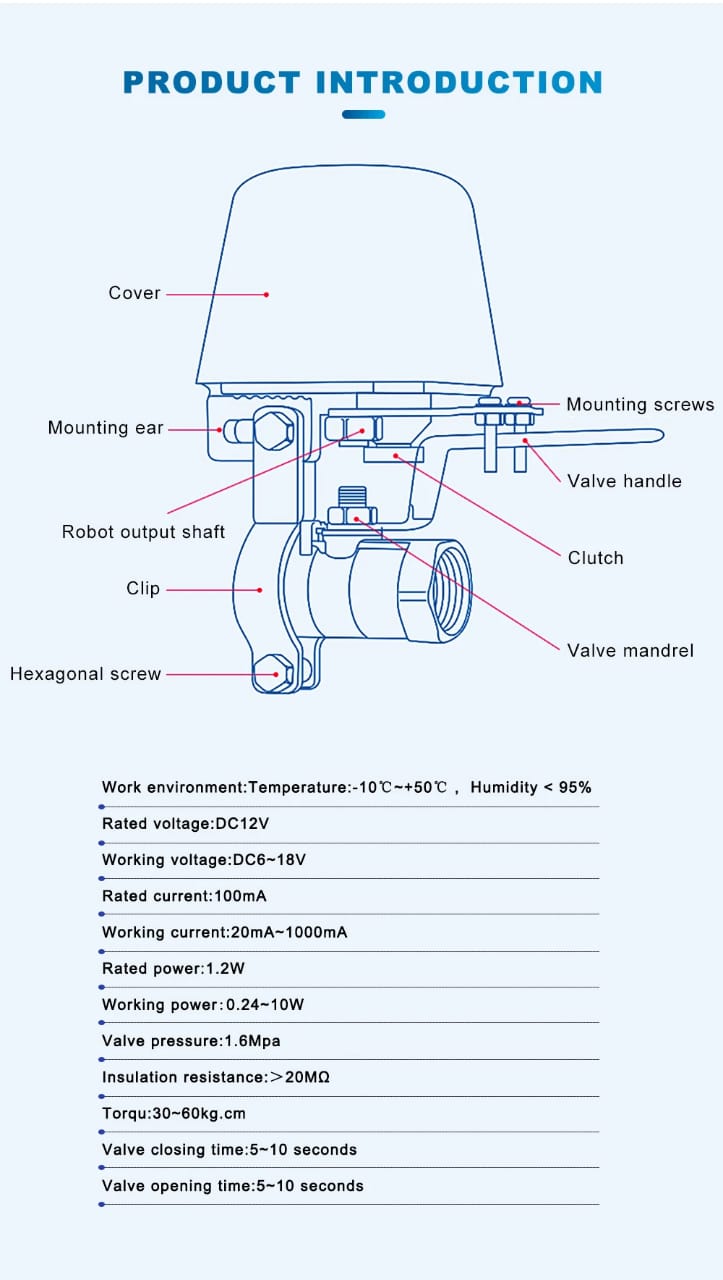 PRODUCT INTRODUCTION
Cover
Mounting screws
Mounting ear
Valve handle
Robot output shaft
Clutch
Clip
Valve mandrel
Hexagonal screw
Work environment:Temperature:-10℃~+50℃ , Humidity < 95%
Rated voltage:DC12V
Working voltage:DC6~18V
Rated current:100mA
Working current:20mA~1000mA
Rated power:1.2W
Working power:0.24~10W
Valve pressure:1.6Mpa
Insulation resistance:>20MΩ
Torqu:30~60kg.cm
Valve closing time:5~10 seconds
Valve opening time:5~10 seconds